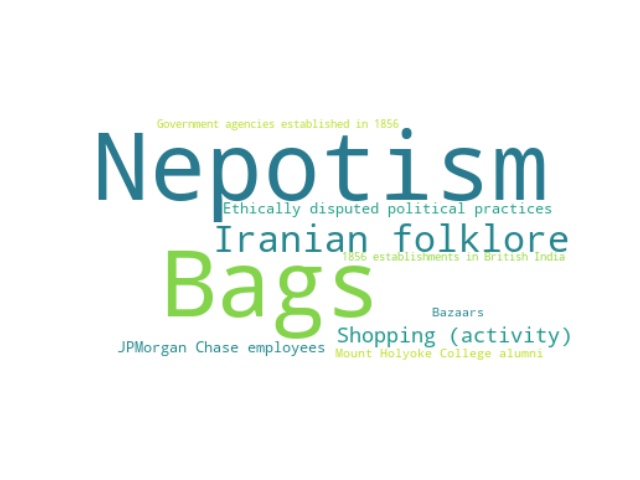 Government agencies established in 1856
Nepotism
Ethically disputed political practices
Iranian folklore
1856 establishments in British India
Bags
Bazaars
Shopping (activity)
JPMorgan Chase employees
Mount Holyoke College alumni